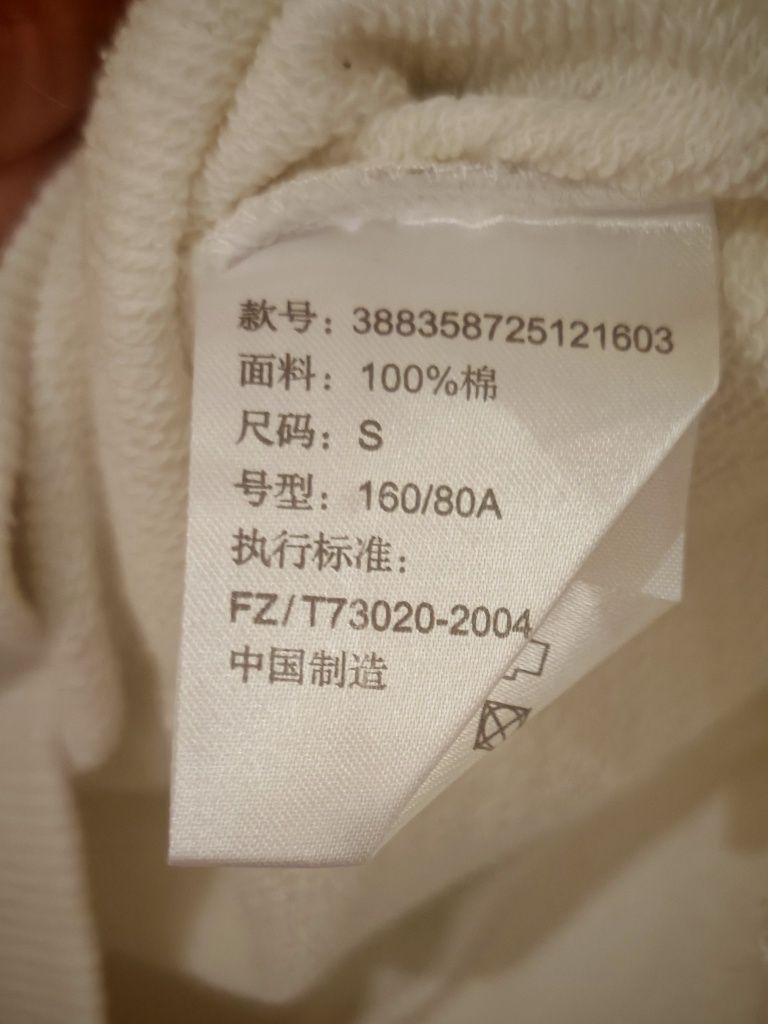 款号：388358725121603
面料：100%棉
尺码：S
号型：160/80A
执行标准：
FZ/T73020-2004
中国制造